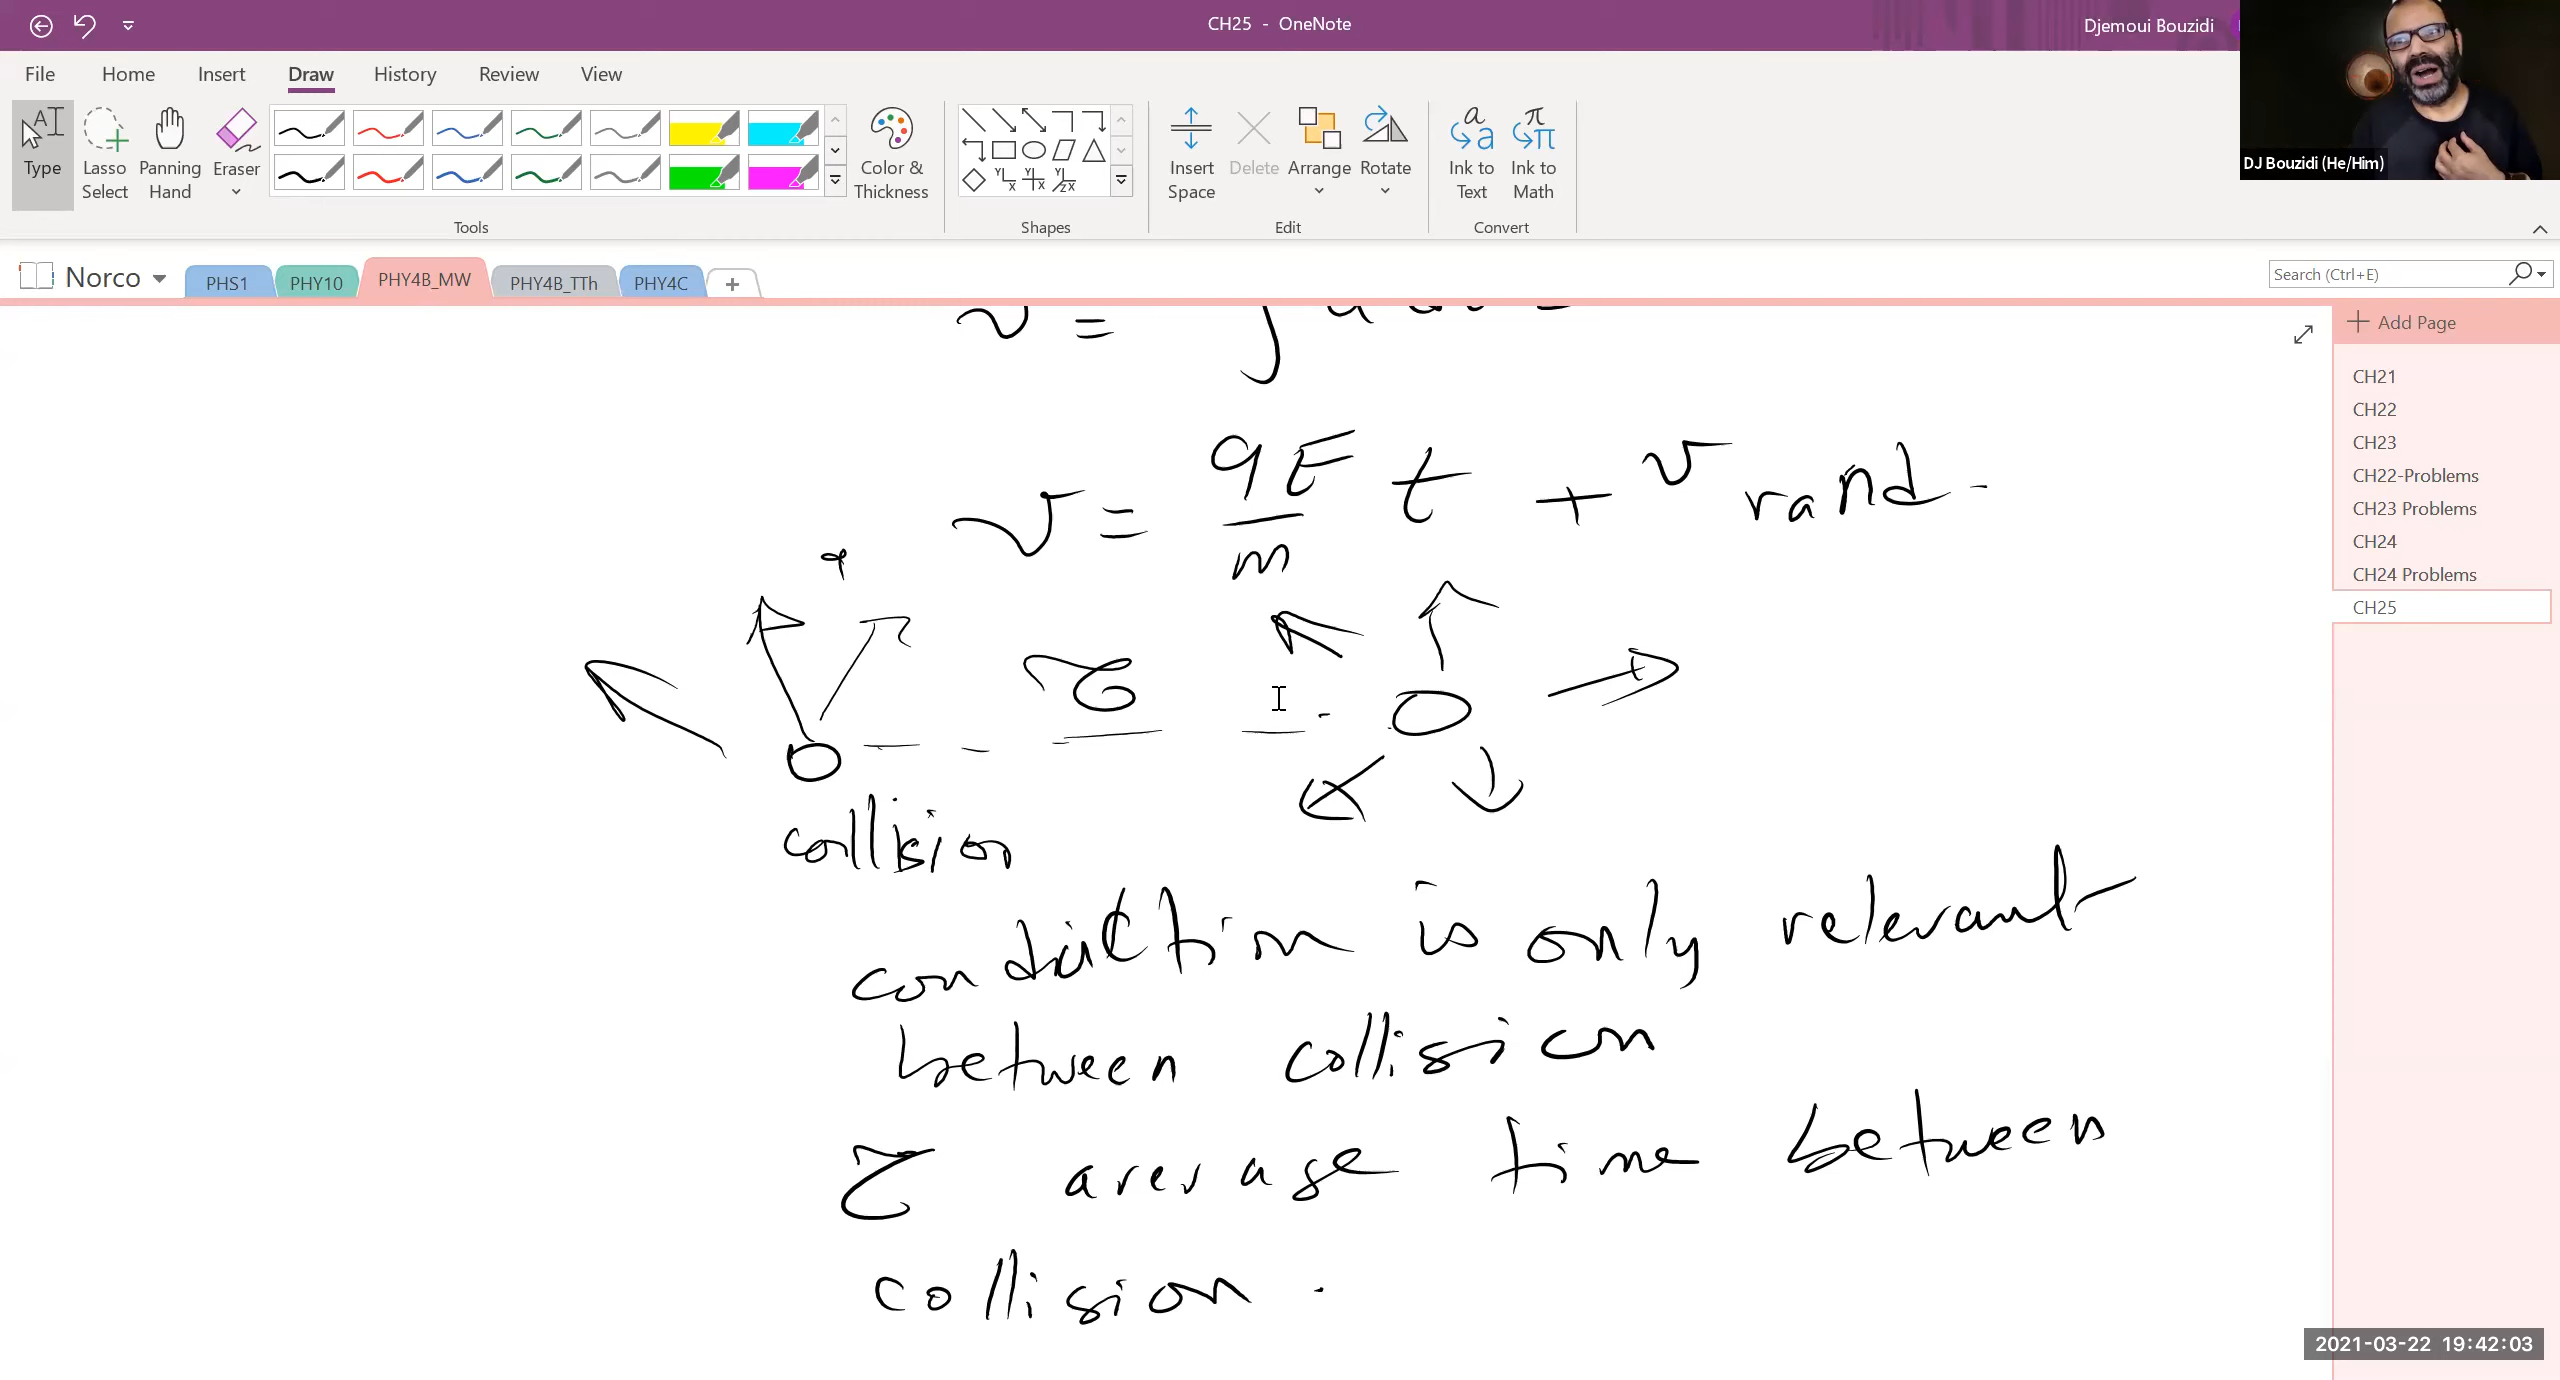 CH25 - OneNote
Djemoui Bouzidi
File Home Insert Draw History Review View
Type
Lasso Select
Panning Hand
Eraser
Color & Thickness
Insert Space
Delete
Arrange
Rotate
Ink to Text
Ink to Math
Tools Shapes Edit Convert
DJ Bouzidi (He/Him)
Norco PHS1 PHY10 PHY4B_MW PHY4B_TTh PHY4C +
Search (Ctrl+E)
Add Page
CH21
CH22
CH23
CH22-Problems
CH23 Problems
CH24
CH24 Problems
CH25
v =
v = qE/m t + v rand.
τ
collision
conduction is only relevant
between collision
τ average time between
collision.
2021-03-22 19:42:03